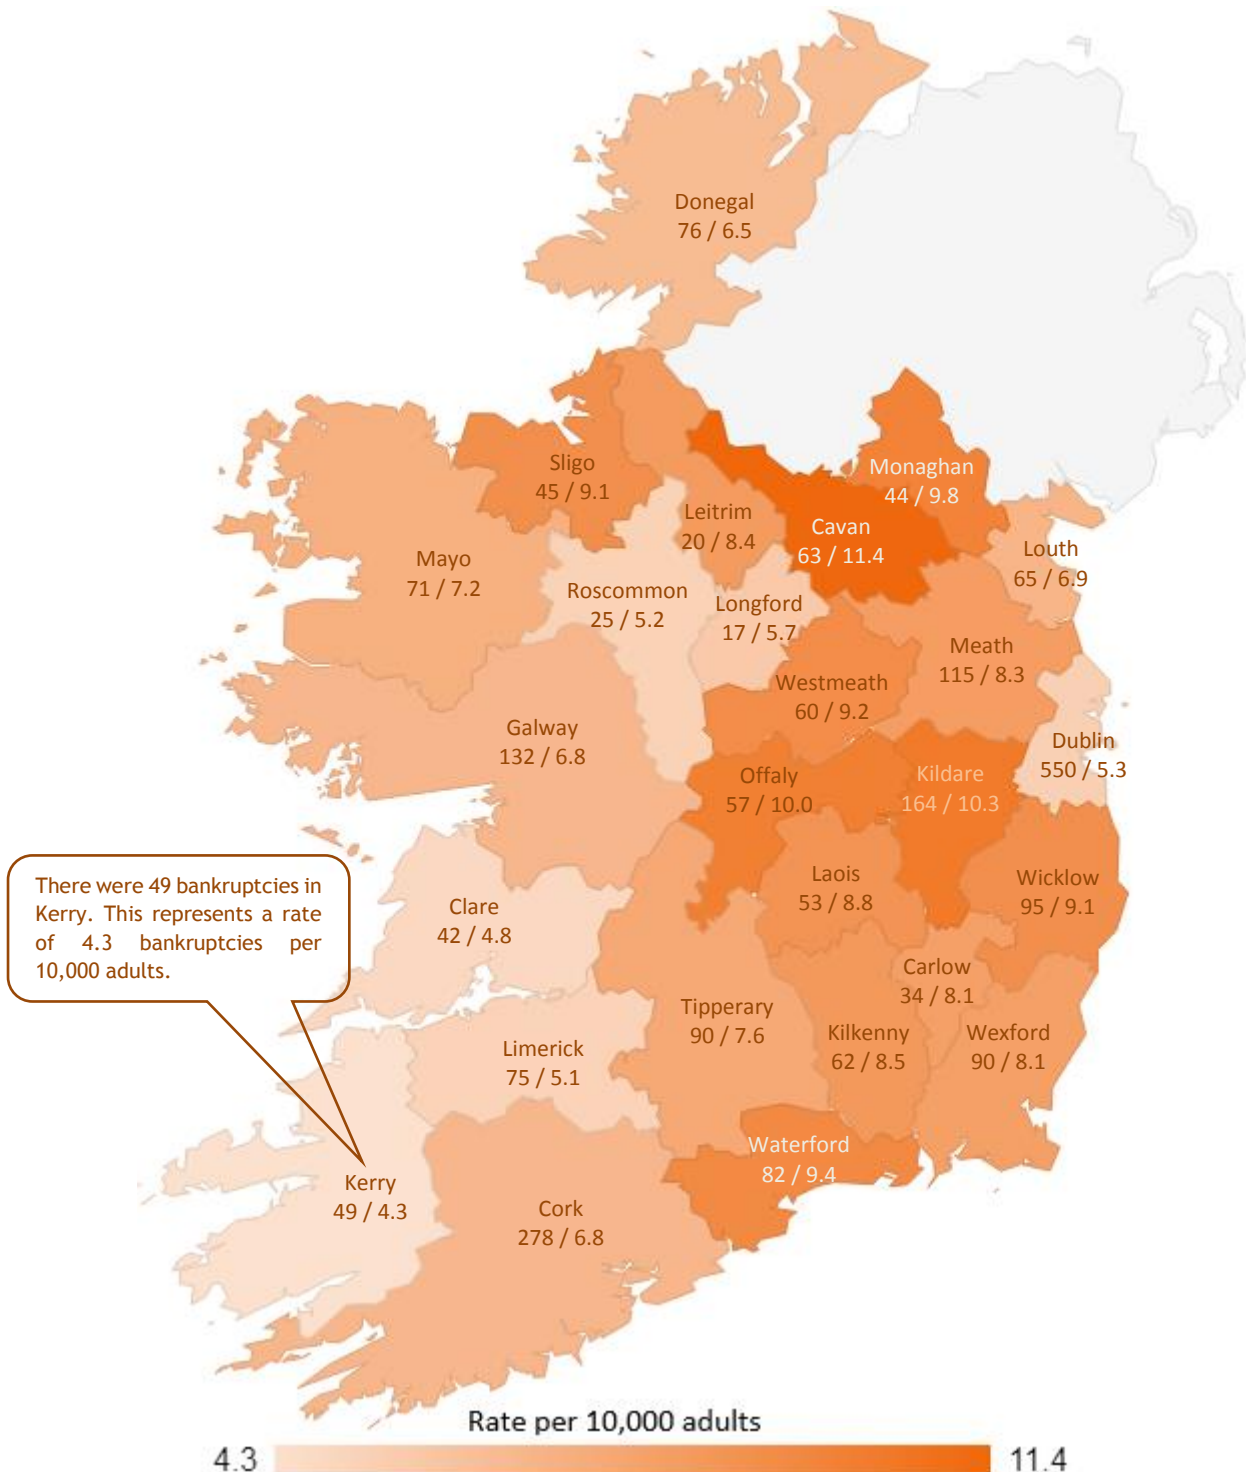 Donegal
76 / 6.5
Sligo
45 / 9.1
Monaghan
44 / 9.8
Leitrim
20 / 8.4
Cavan
63 / 11.4
Louth
65 / 6.9
Mayo
71 / 7.2
Roscommon
25 / 5.2
Longford
17 / 5.7
Meath
115 / 8.3
Westmeath
60 / 9.2
Galway
132 / 6.8
Dublin
550 / 5.3
Offaly
57 / 10.0
Kildare
164 / 10.3
There were 49 bankruptcies in
Kerry. This represents a rate
of 4.3 bankruptcies per
10,000 adults.
Laois
53 / 8.8
Wicklow
95 / 9.1
Clare
42 / 4.8
Carlow
34 / 8.1
Tipperary
90 / 7.6
Kilkenny
62 / 8.5
Wexford
90 / 8.1
Limerick
75 / 5.1
Waterford
82 / 9.4
Kerry
49 / 4.3
Cork
278 / 6.8
Rate per 10,000 adults
4.3
11.4